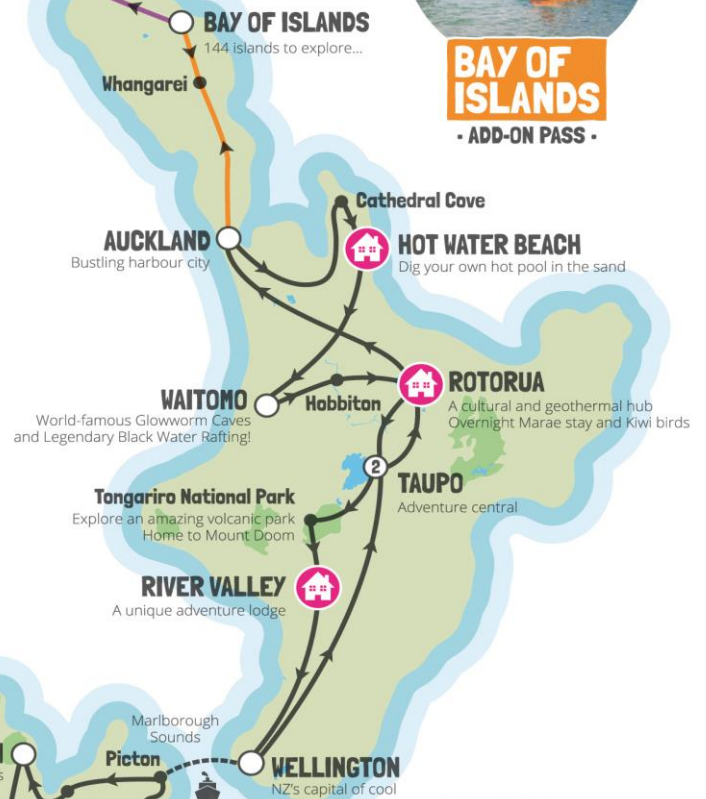 BAY OF ISLANDS
144 islands to explore...
Whangarei
BAY OF
ISLANDS
- ADD-ON PASS -
Cathedral Cove
AUCKLAND
Bustling harbour city
HOT WATER BEACH
Dig your own hot pool in the sand
WAITOMO
World-famous Glowworm Caves
and Legendary Black Water Rafting!
Hobbiton
ROTORUA
A cultural and geothermal hub
Overnight Marae stay and Kiwi birds
2
TAUPO
Adventure central
Tongariro National Park
Explore an amazing volcanic park
Home to Mount Doom
RIVER VALLEY
A unique adventure lodge
Marlborough
Sounds
Picton
WELLINGTON
NZ's capital of cool